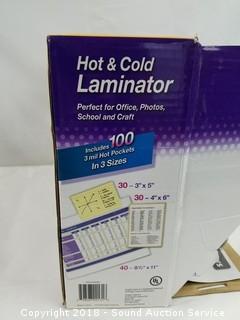 Hot & Cold
Laminator
Perfect for Office, Photos,
School and Craft
Includes 100
3 mil Hot Pockets
In 3 Sizes
30 – 3" x 5"
30 – 4" x 6"
40 – 8½" x 11"
UL
Copyright 2018 - Sound Auction Service